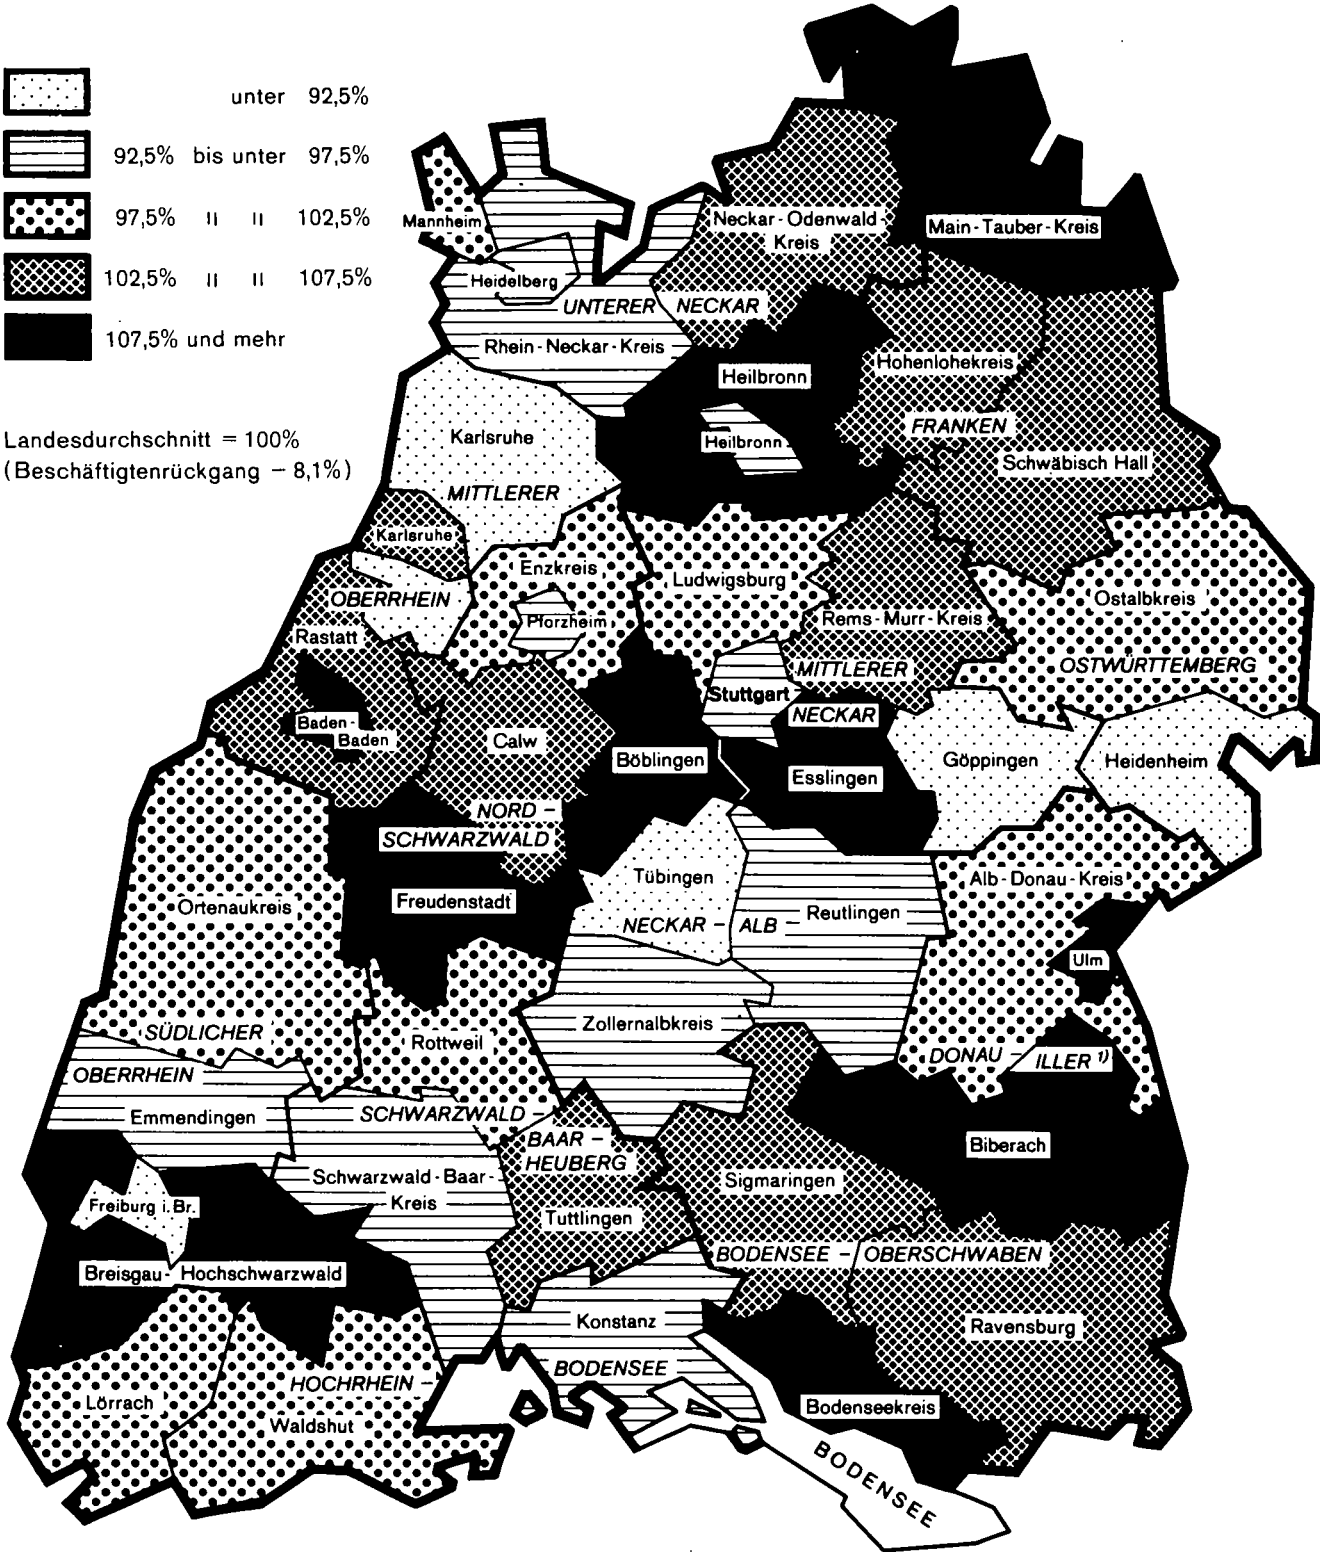 unter 92,5%
92,5% bis unter 97,5%
97,5% " " 102,5%
102,5% " " 107,5%
107,5% und mehr
Landesdurchschnitt = 100%
(Beschäftigtenrückgang - 8,1%)
Mannheim
Neckar-Odenwald-
Kreis
Main-Tauber-Kreis
Heidelberg
UNTERER NECKAR
Rhein-Neckar-Kreis
Heilbronn
Hohenlohekreis
Karlsruhe
Heilbronn
FRANKEN
Schwäbisch Hall
MITTLERER
Karlsruhe
Enzkreis
Ludwigsburg
OBERRHEIN
Ostalbkreis
Pforzheim
Rems-Murr-Kreis
Rastatt
MITTLERER
OSTWÜRTTEMBERG
Stuttgart
NECKAR
Baden-
Baden
Calw
Böblingen
Esslingen
Göppingen
Heidenheim
NORD -
SCHWARZWALD
Tübingen
Alb-Donau-Kreis
Freudenstadt
Ortenaukreis
Reutlingen
NECKAR - ALB -
Ulm
Zollernalbkreis
SÜDLICHER
Rottweil
DONAU - ILLER 1)
OBERRHEIN
Emmendingen
SCHWARZWALD -
BAAR -
HEUBERG
Biberach
Schwarzwald-Baar-
Kreis
Sigmaringen
Freiburg i.Br.
Tuttlingen
BODENSEE - OBERSCHWABEN
Breisgau-Hochschwarzwald
Konstanz
Ravensburg
BODENSEE
HOCHRHEIN -
Lörrach
Waldshut
Bodenseekreis
BODENSEE